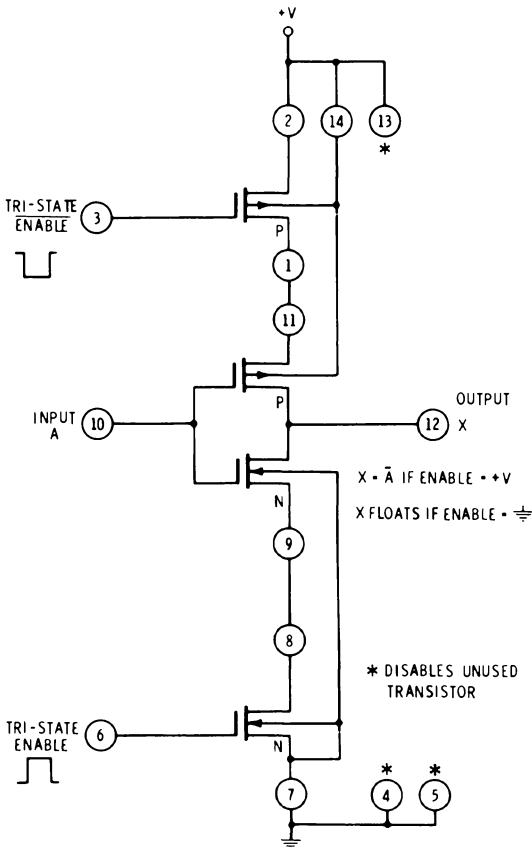 +V
2
14
13
*
TRI-STATE
ENABLE
3
P
1
11
P
INPUT
A
10
12
OUTPUT
X
X = Ā IF ENABLE = +V
X FLOATS IF ENABLE = ⏚
N
9
8
* DISABLES UNUSED
TRANSISTOR
TRI-STATE
ENABLE
6
N
7
*
4
*
5